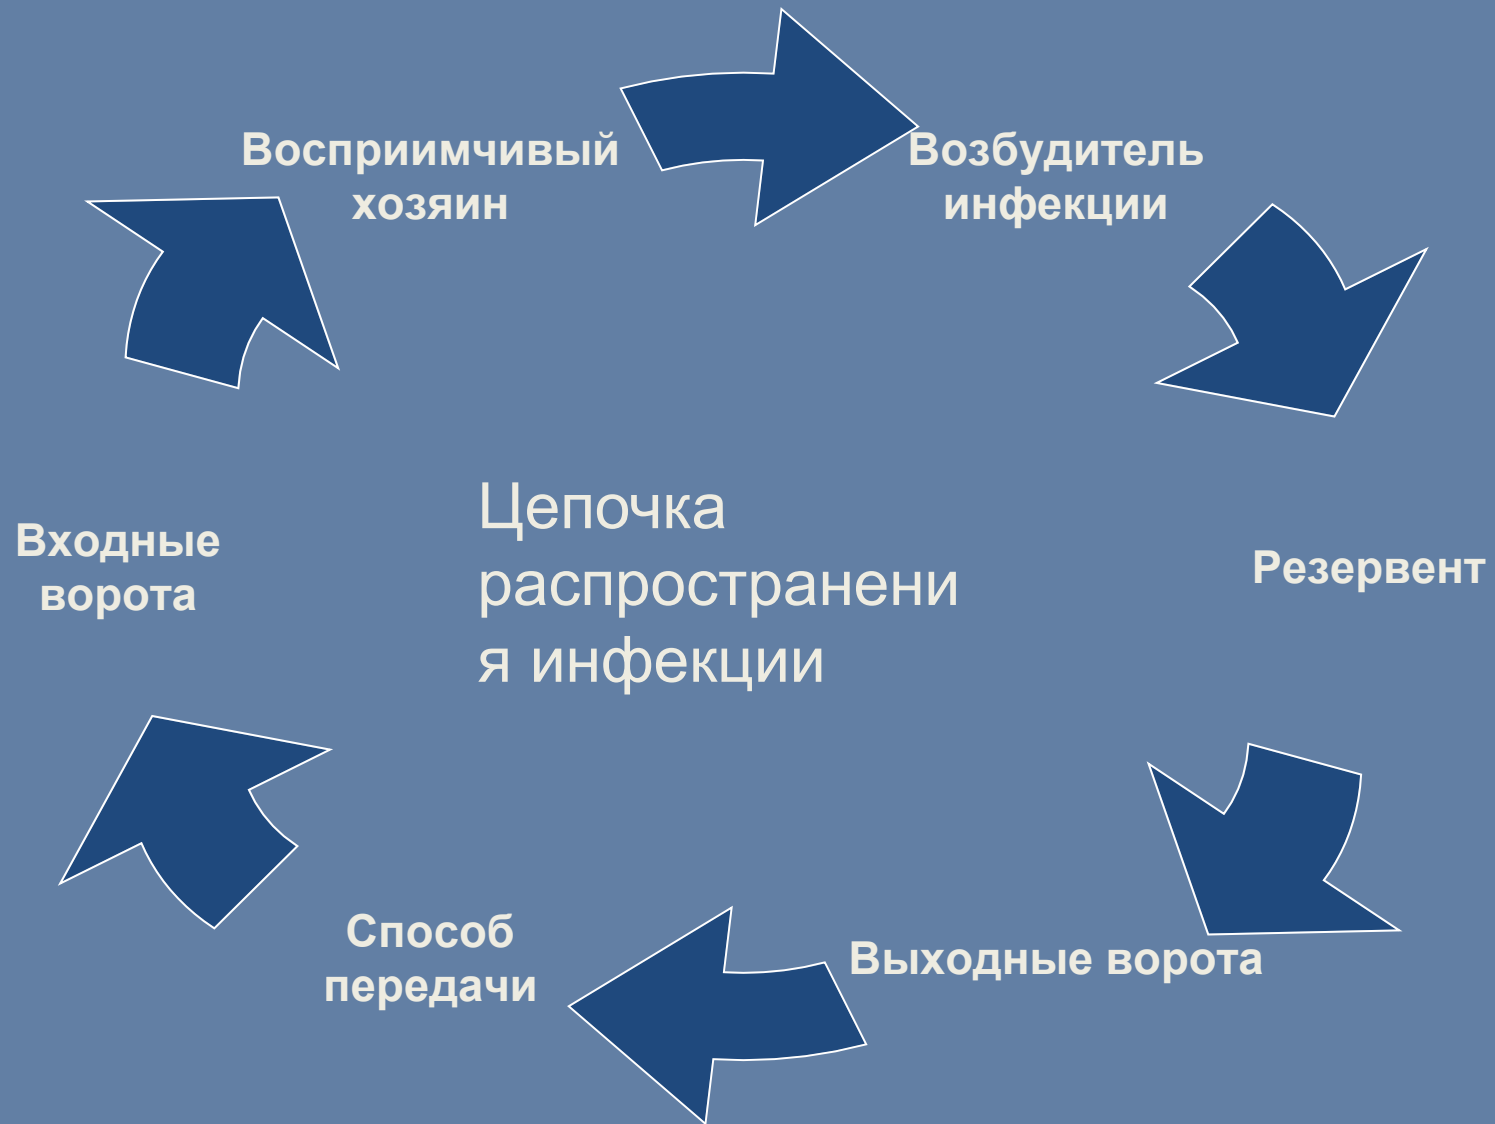 Восприимчивый
хозяин
Возбудитель
инфекции
Резервент
Выходные ворота
Способ
передачи
Входные
ворота
Цепочка
распространени
я инфекции